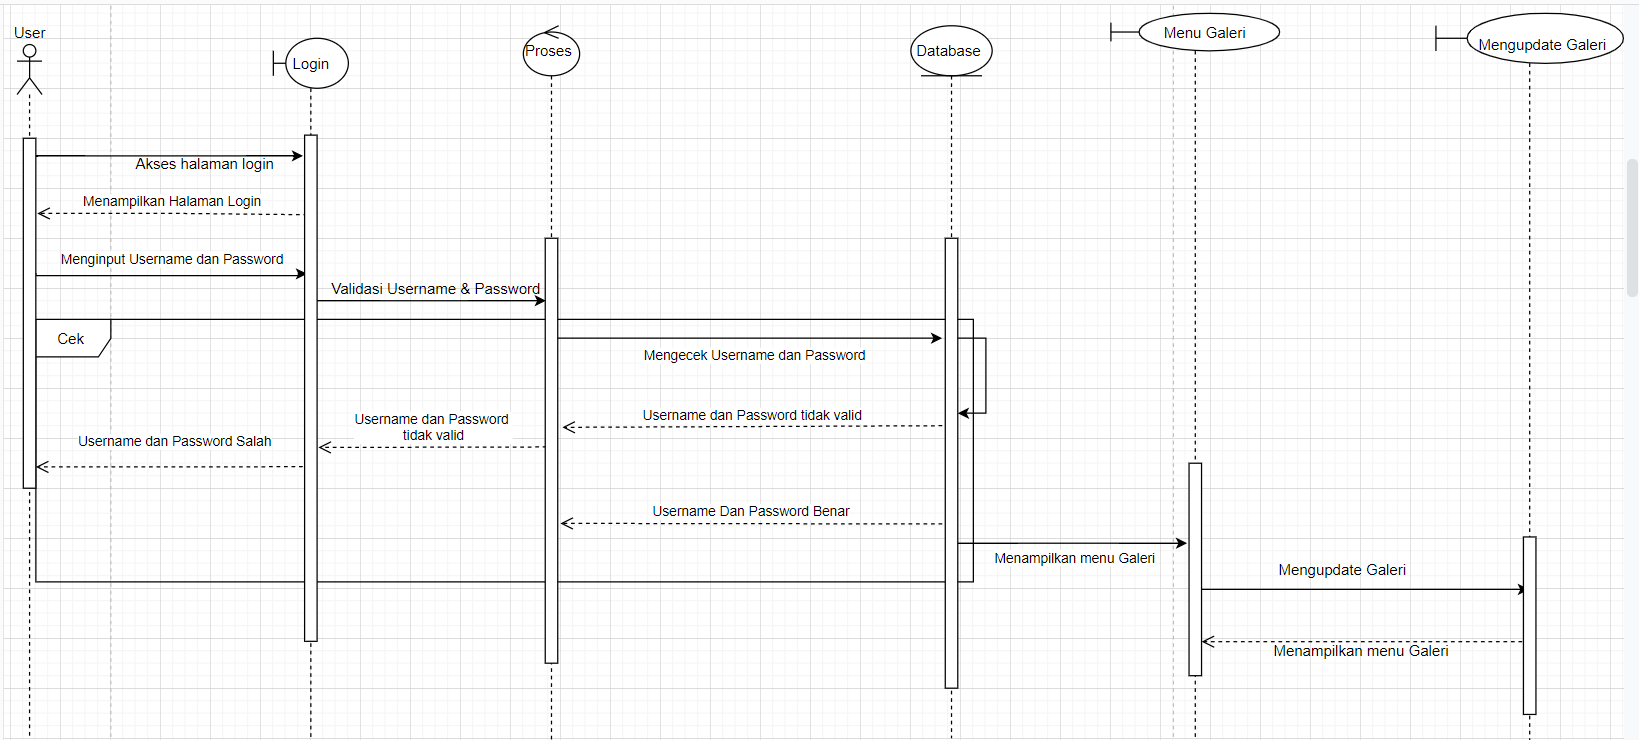 User
Login
Proses
Database
Menu Galeri
Mengupdate Galeri
Akses halaman login
Menampilkan Halaman Login
Menginput Username dan Password
Validasi Username & Password
Cek
Mengecek Username dan Password
Username dan Password tidak valid
Username dan Password
tidak valid
Username dan Password Salah
Username Dan Password Benar
Menampilkan menu Galeri
Mengupdate Galeri
Menampilkan menu Galeri